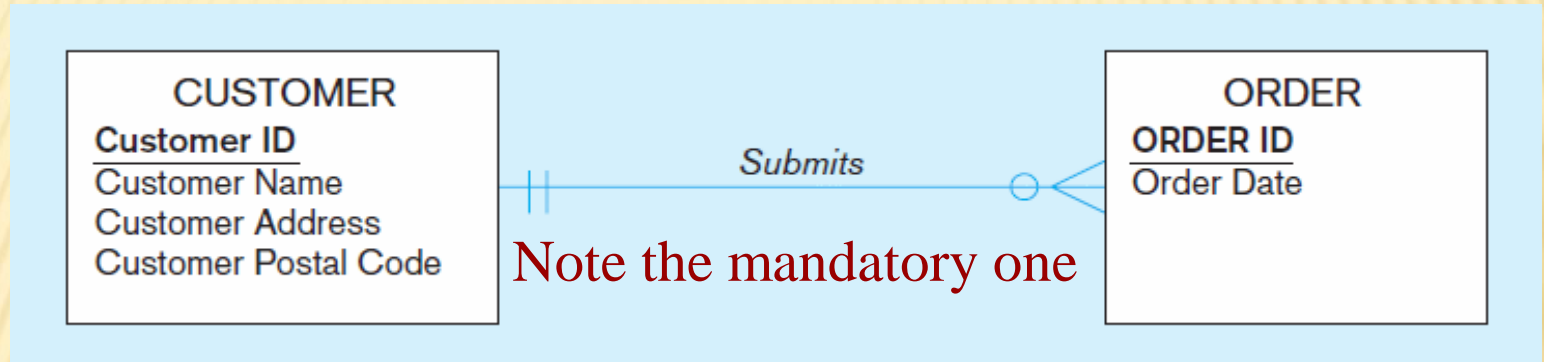 CUSTOMER
Customer ID
Customer Name
Customer Address
Customer Postal Code
Submits
Note the mandatory one
ORDER
ORDER ID
Order Date